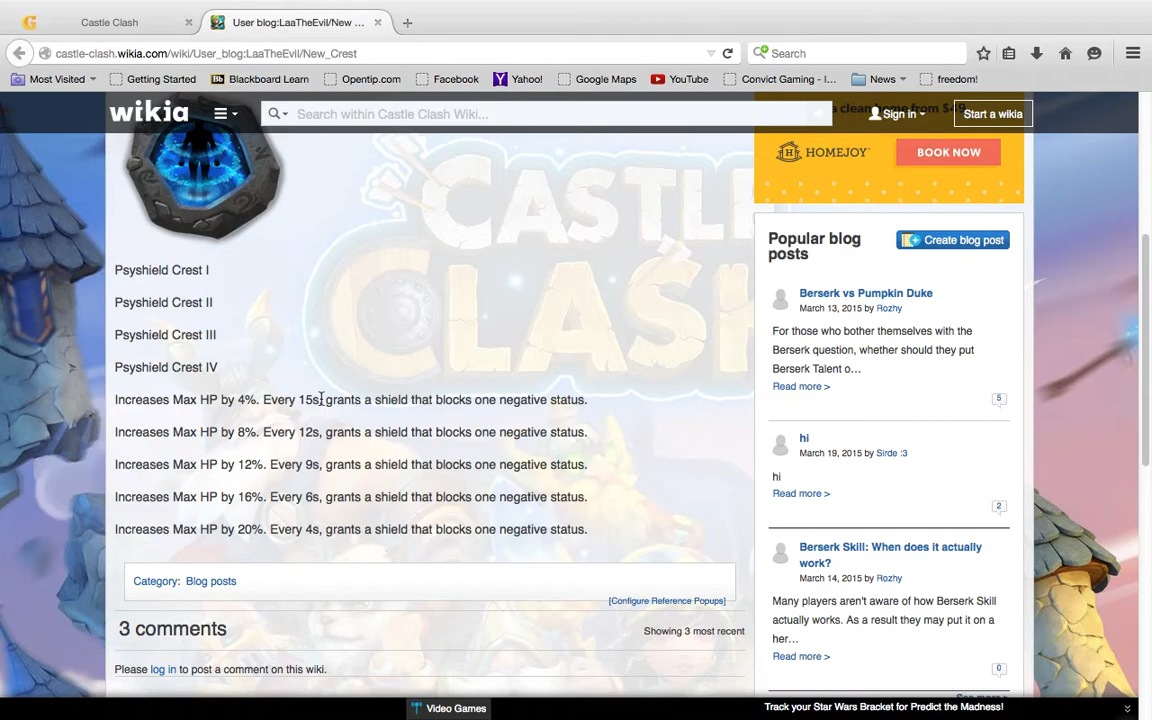 Castle Clash
User blog:LaaTheEvil/New ...
castle-clash.wikia.com/wiki/User_blog:LaaTheEvil/New_Crest
Search
Most Visited
Getting Started
Bb Blackboard Learn
Opentip.com
Facebook
Yahoo!
Google Maps
YouTube
Convict Gaming - I...
News
freedom!
wikia
Search within Castle Clash Wiki...
Sign in
Start a wikia
a clean home from $49
HOMEJOY
BOOK NOW
CASTLE
CLASH
Psyshield Crest I
Psyshield Crest II
Psyshield Crest III
Psyshield Crest IV
Increases Max HP by 4%. Every 15s, grants a shield that blocks one negative status.
Increases Max HP by 8%. Every 12s, grants a shield that blocks one negative status.
Increases Max HP by 12%. Every 9s, grants a shield that blocks one negative status.
Increases Max HP by 16%. Every 6s, grants a shield that blocks one negative status.
Increases Max HP by 20%. Every 4s, grants a shield that blocks one negative status.
Category: Blog posts
[Configure Reference Popups]
3 comments
Showing 3 most recent
Please log in to post a comment on this wiki.
Popular blog
posts
Create blog post
Berserk vs Pumpkin Duke
March 13, 2015 by Rozhy
For those who bother themselves with the
Berserk question, whether should they put
Berserk Talent o...
Read more >
5
hi
March 19, 2015 by Sirde :3
hi
Read more >
2
Berserk Skill: When does it actually
work?
March 14, 2015 by Rozhy
Many players aren't aware of how Berserk Skill
actually works. As a result they may put it on a
her...
Read more >
0
See more >
Video Games
Track your Star Wars Bracket for Predict the Madness!